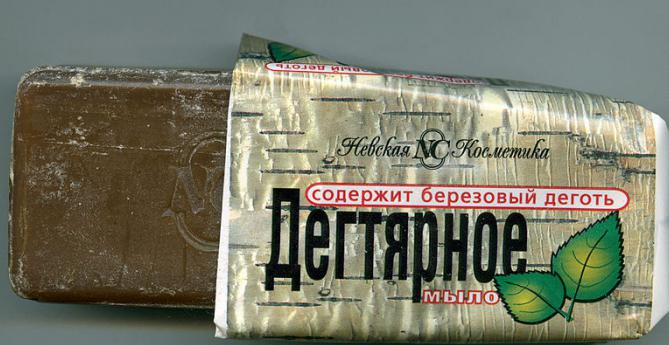 Невская NC Косметика
содержит березовый деготь
Дегтярное
мыло